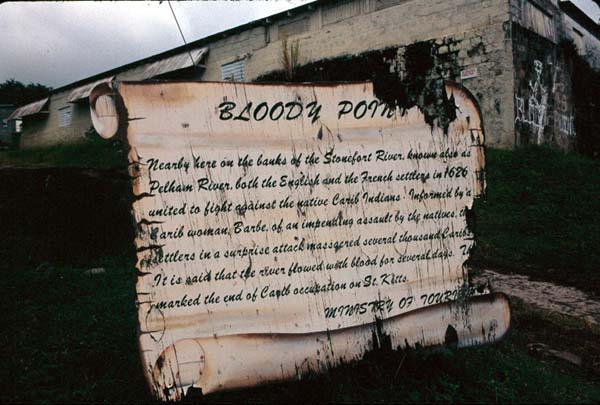 BLOODY POIN
Nearby here on the banks of the Stonefort River, known also as
Pelham River, both the English and the French settlers in 1626
united to fight against the native Carib Indians. Informed by a
Carib woman, Barbe, of an impending assault by the natives,
settlers in a surprise attack massacred several thousand Caribs.
It is said that the river flowed with blood for several days.
marked the end of Carib occupation on St. Kitts.
MINISTRY OF TOURI